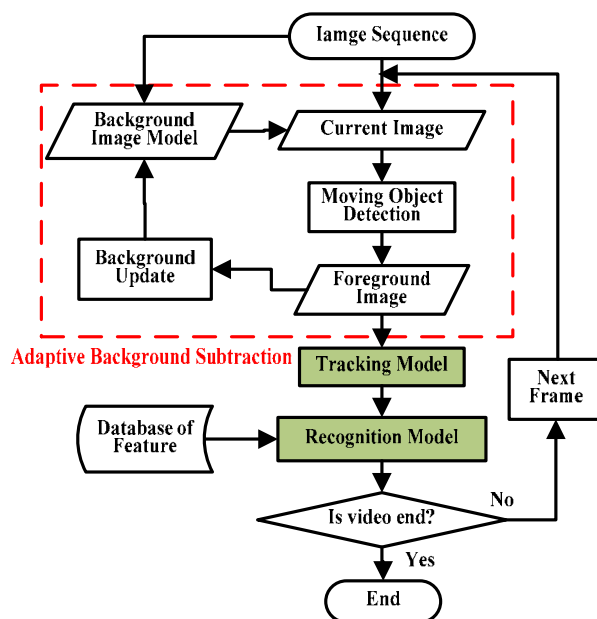 Iamge Sequence
Background
Image Model
Current Image
Moving Object
Detection
Background
Update
Foreground
Image
Adaptive Background Subtraction
Tracking Model
Next
Frame
Database of
Feature
Recognition Model
No
Is video end?
Yes
End